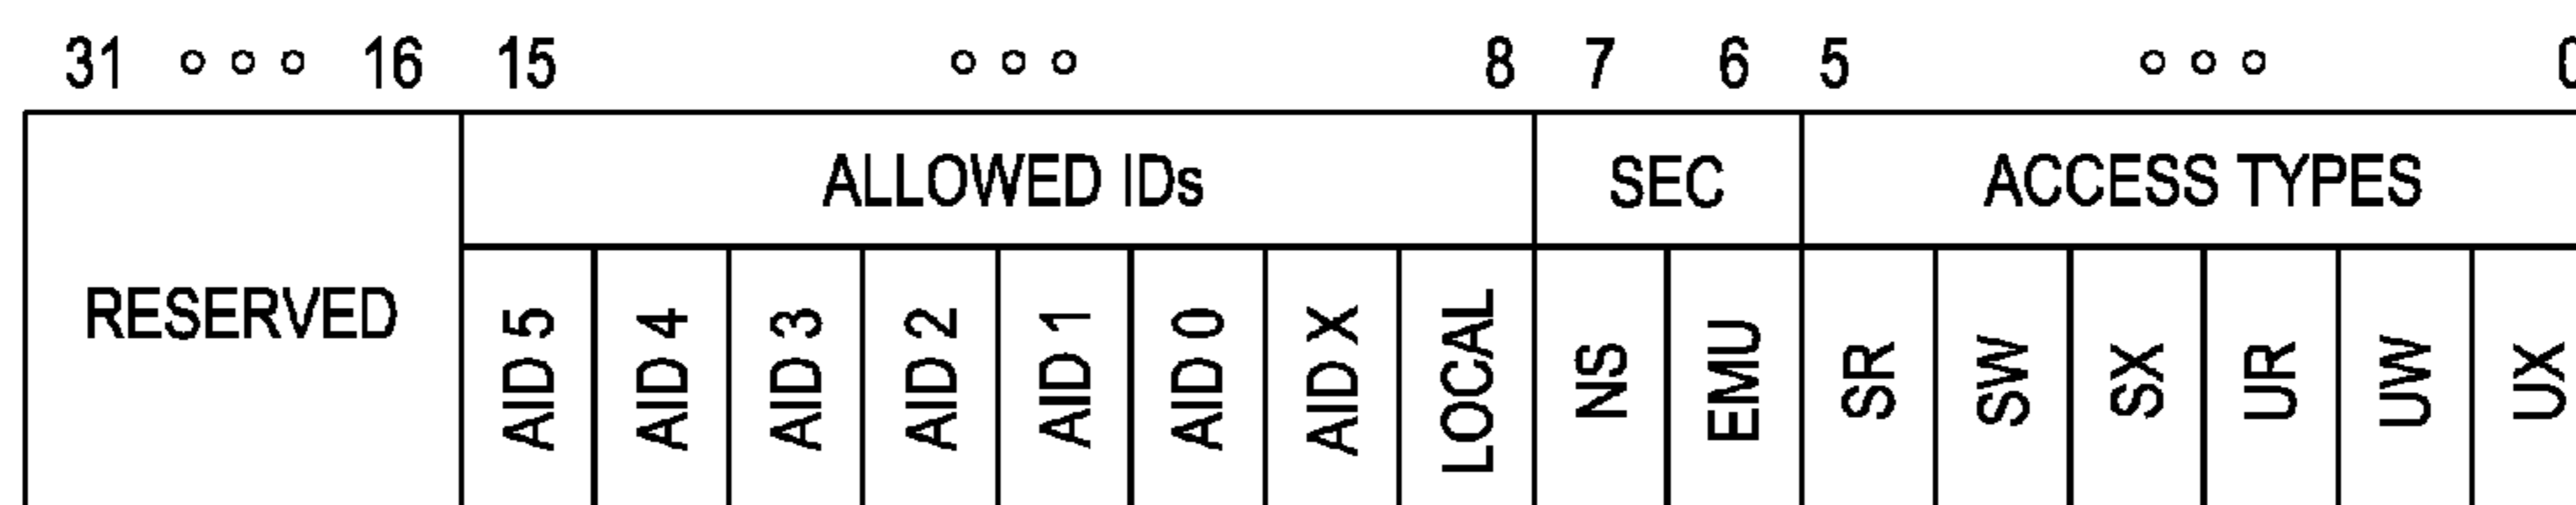 31 ∘ ∘ ∘ 16 15 ∘ ∘ ∘ 8 7 6 5 ∘ ∘ ∘ 0
ALLOWED IDs SEC ACCESS TYPES
RESERVED AID 5 AID 4 AID 3 AID 2 AID 1 AID 0 AID X LOCAL NS EMU SR SW SX UR UW UX